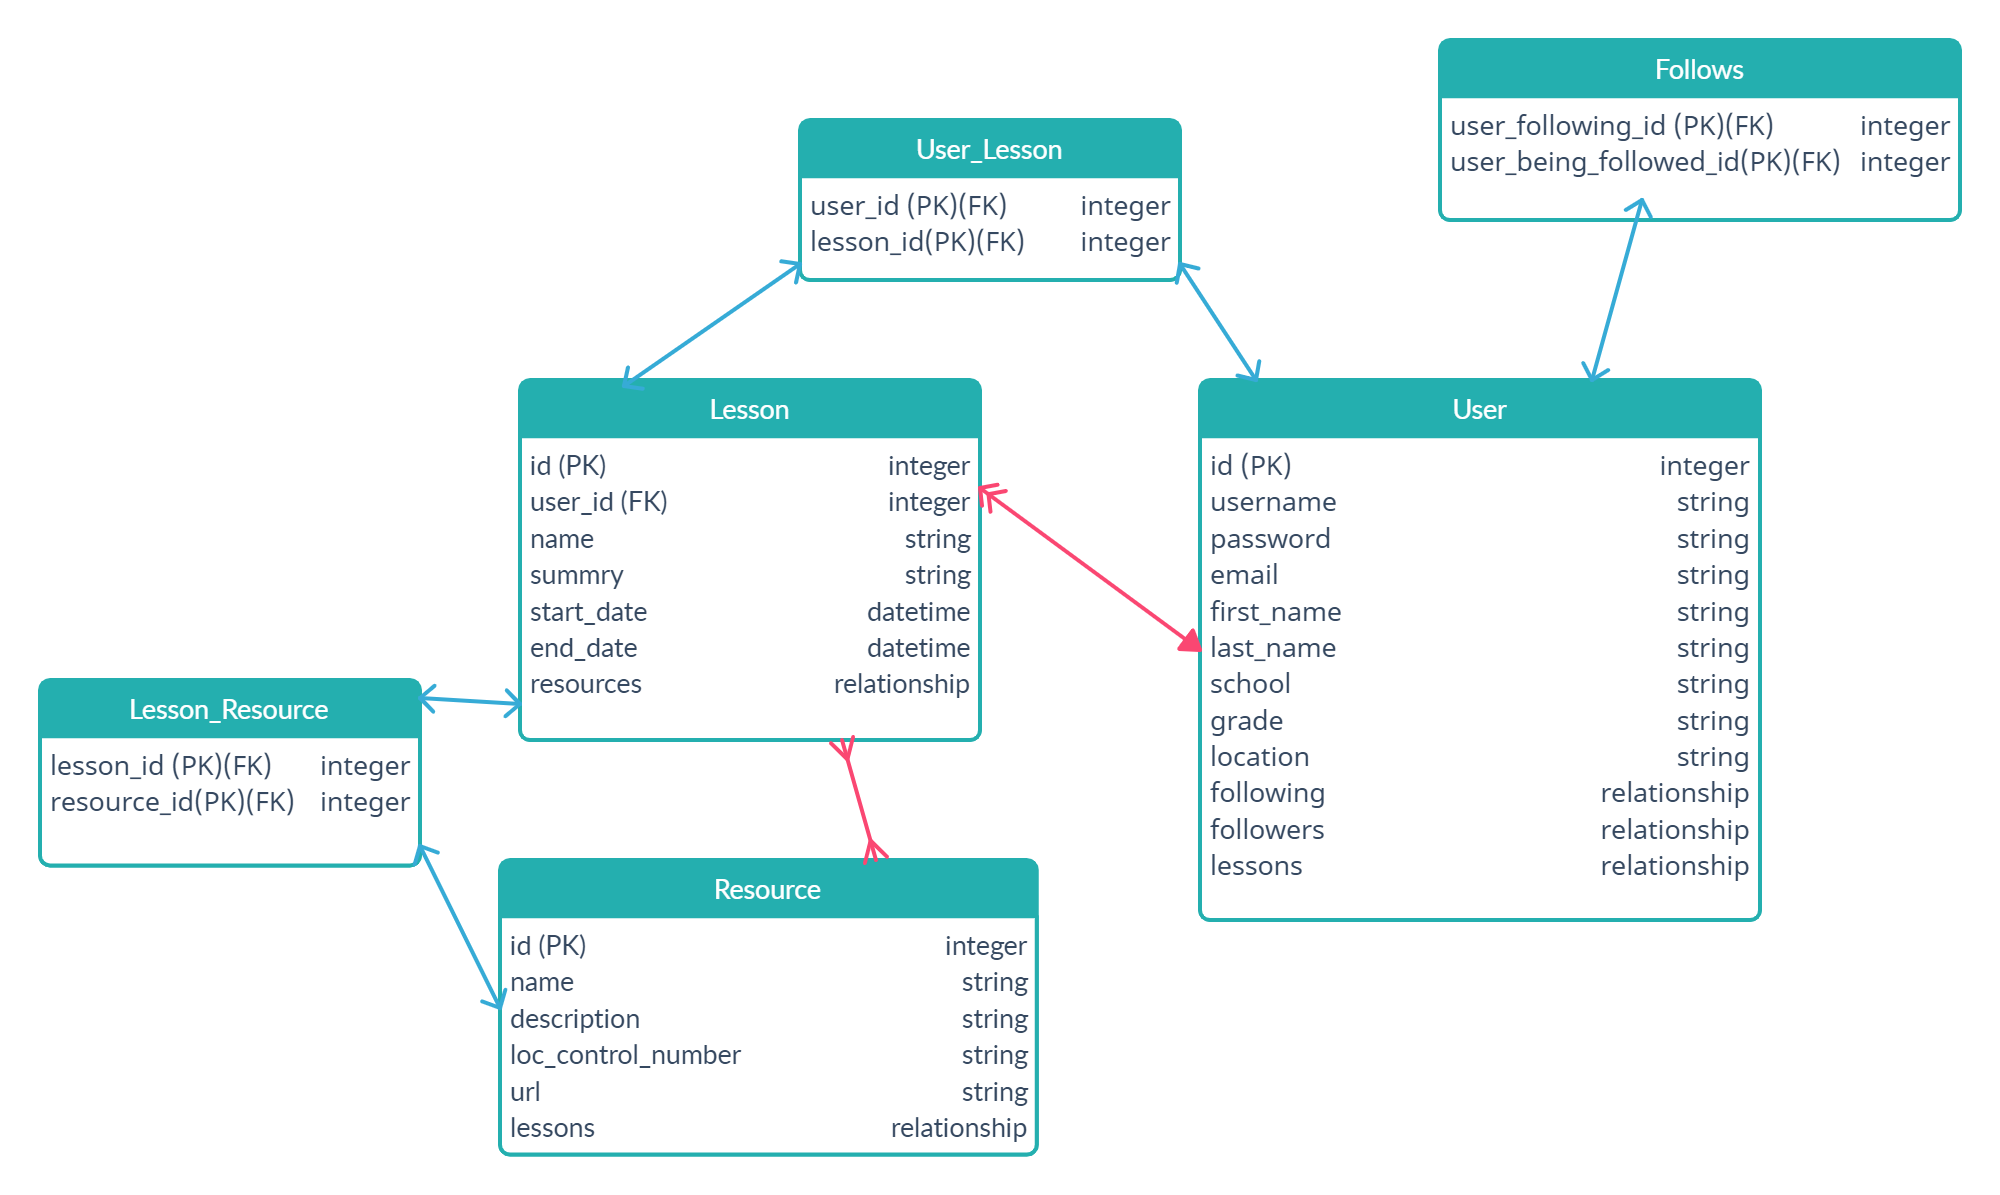 Follows
user_following_id (PK)(FK) integer
user_being_followed_id(PK)(FK) integer
User_Lesson
user_id (PK)(FK) integer
lesson_id(PK)(FK) integer
Lesson
id (PK) integer
user_id (FK) integer
name string
summry string
start_date datetime
end_date datetime
resources relationship
User
id (PK) integer
username string
password string
email string
first_name string
last_name string
school string
grade string
location string
following relationship
followers relationship
lessons relationship
Lesson_Resource
lesson_id (PK)(FK) integer
resource_id(PK)(FK) integer
Resource
id (PK) integer
name string
description string
loc_control_number string
url string
lessons relationship